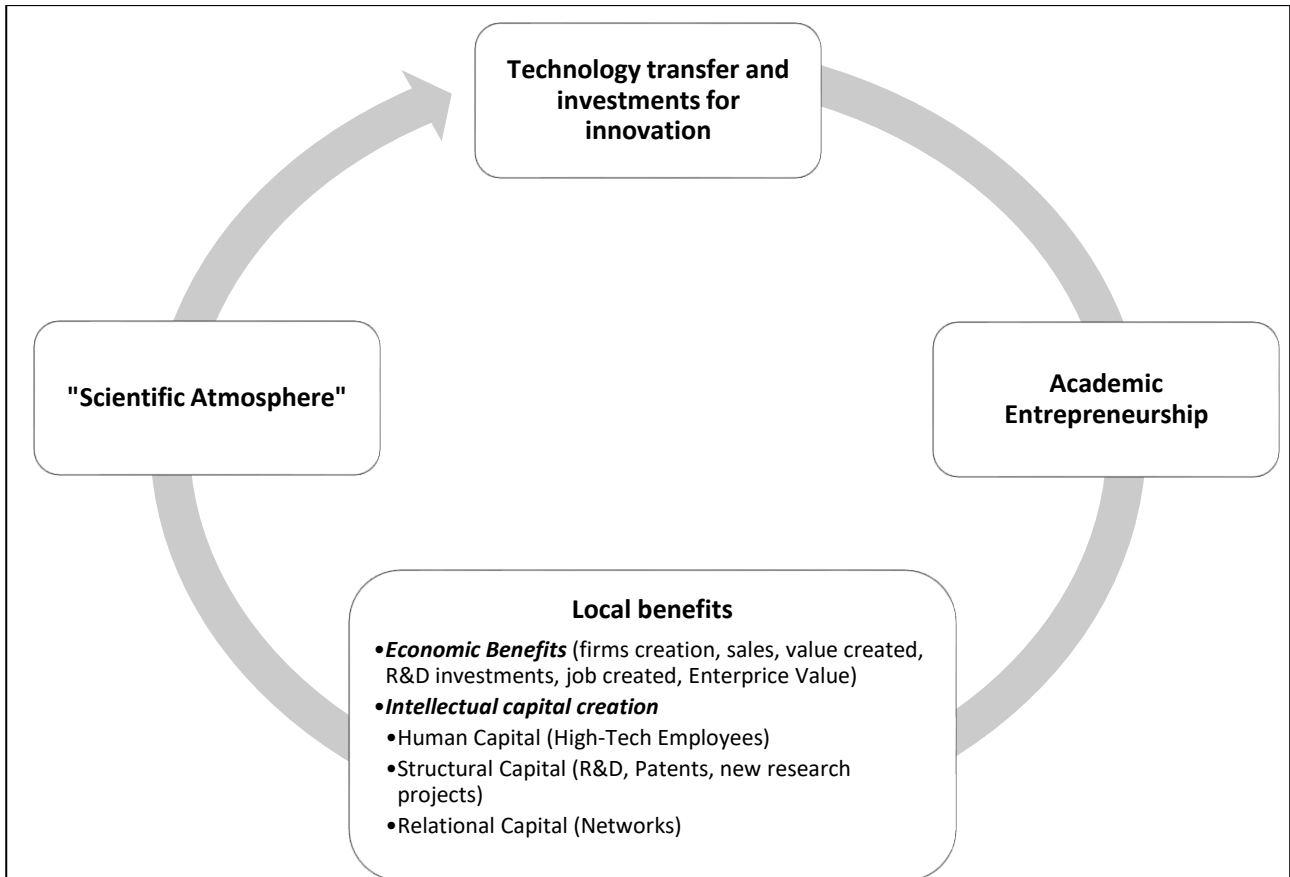 Technology transfer and
investments for
innovation
"Scientific Atmosphere"
Academic
Entrepreneurship
Local benefits
•Economic Benefits (firms creation, sales, value created,
R&D investments, job created, Enterprice Value)
•Intellectual capital creation
•Human Capital (High-Tech Employees)
•Structural Capital (R&D, Patents, new research
projects)
•Relational Capital (Networks)